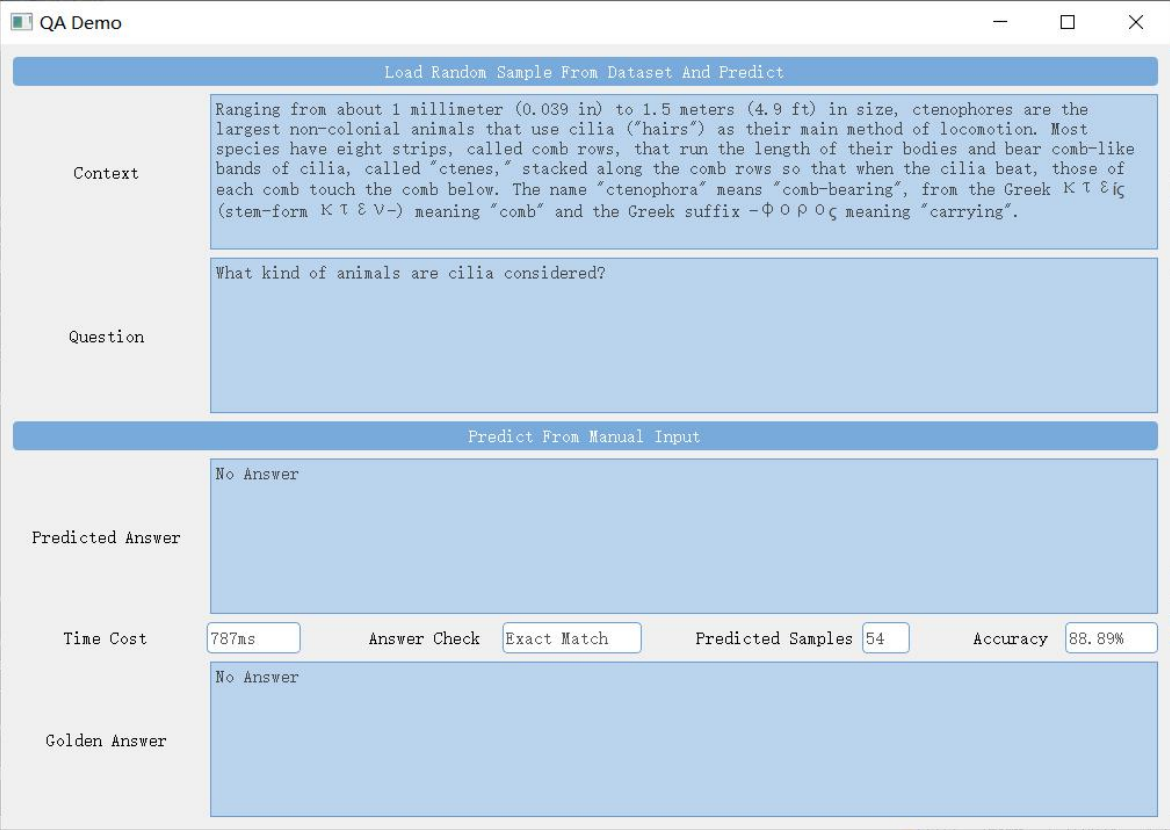 QA Demo
Load Random Sample From Dataset And Predict
Context
Ranging from about 1 millimeter (0.039 in) to 1.5 meters (4.9 ft) in size, ctenophores are the
largest non-colonial animals that use cilia ("hairs") as their main method of locomotion. Most
species have eight strips, called comb rows, that run the length of their bodies and bear comb-like
bands of cilia, called "ctenes," stacked along the comb rows so that when the cilia beat, those of
each comb touch the comb below. The name "ctenophora" means "comb-bearing", from the Greek κτείς
(stem-form κτεν-) meaning "comb" and the Greek suffix -φορος meaning "carrying".
Question
What kind of animals are cilia considered?
Predict From Manual Input
Predicted Answer
No Answer
Time Cost 787ms Answer Check Exact Match Predicted Samples 54 Accuracy 88.89%
Golden Answer
No Answer